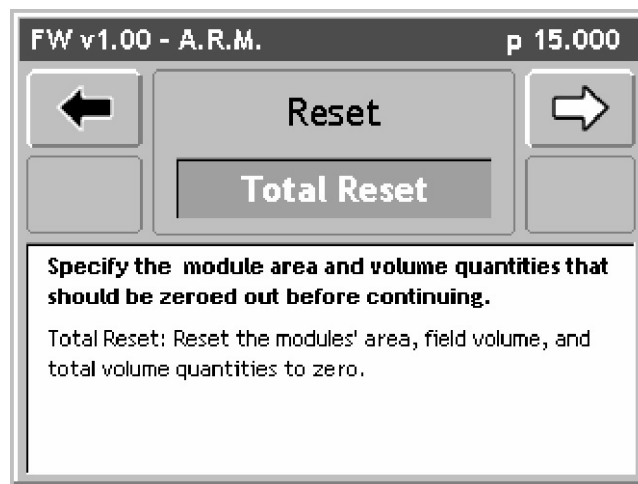 FW v1.00 - A.R.M. p 15.000
Reset
Total Reset
Specify the module area and volume quantities that
should be zeroed out before continuing.
Total Reset: Reset the modules' area, field volume, and
total volume quantities to zero.